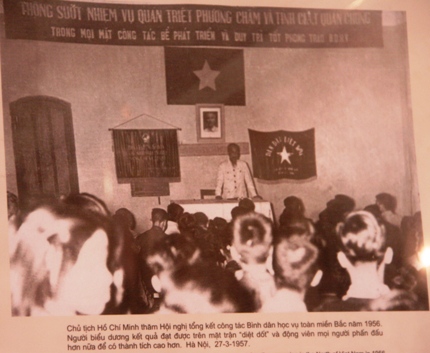 THÔNG SUỐT NHIỆM VỤ QUÁN TRIỆT PHƯƠNG CHÂM VÀ TÍNH CHẤT QUẦN CHÚNG
TRONG MỌI MẶT CÔNG TÁC ĐỂ PHÁT TRIỂN VÀ DUY TRÌ TỐT PHONG TRÀO B.D.H.V
Chủ tịch Hồ Chí Minh thăm Hội nghị tổng kết công tác Bình dân học vụ toàn miền Bắc năm 1956.
Người biểu dương kết quả đạt được trên mặt trận "diệt dốt" và động viên mọi người phấn đấu
hơn nữa để có thành tích cao hơn. Hà Nội, 27-3-1957.